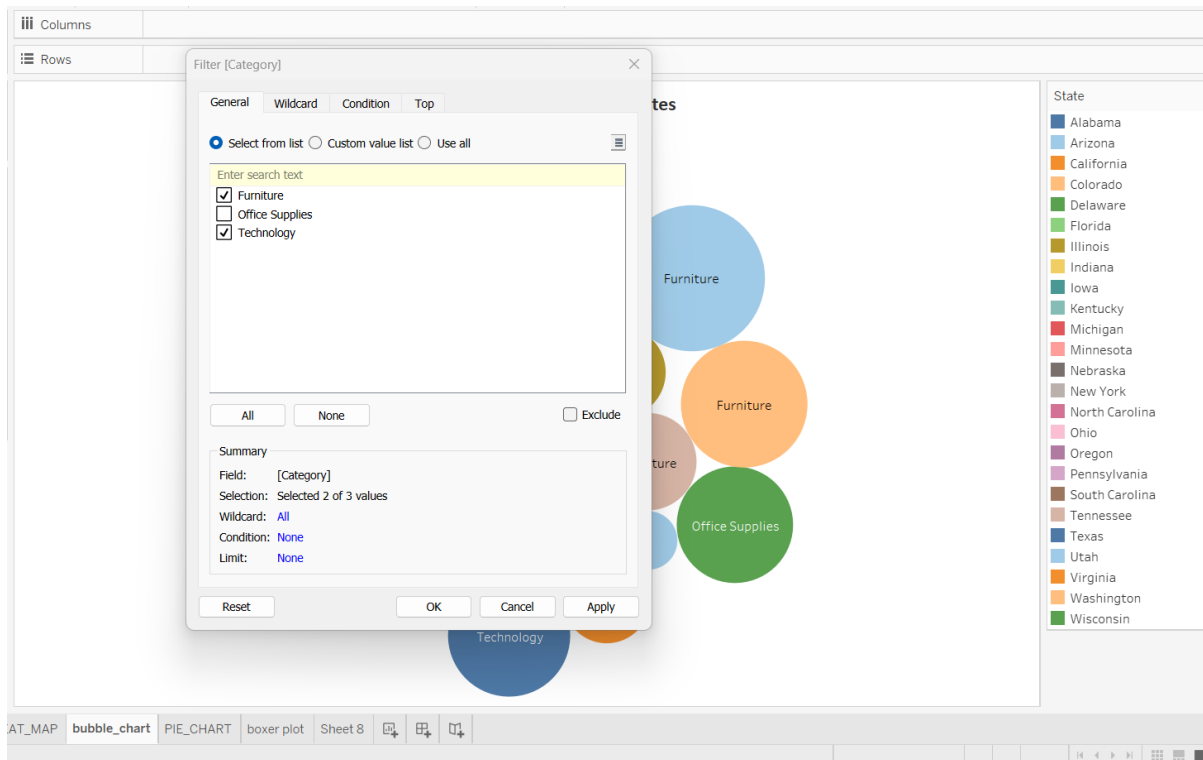 Columns
Rows
Filter [Category]
General Wildcard Condition Top
Select from list Custom value list Use all
Enter search text
Furniture
Office Supplies
Technology
All None Exclude
Summary
Field: [Category]
Selection: Selected 2 of 3 values
Wildcard: All
Condition: None
Limit: None
Reset OK Cancel Apply
tes
Furniture
Furniture
ture
Office Supplies
Technology
State
Alabama
Arizona
California
Colorado
Delaware
Florida
Illinois
Indiana
Iowa
Kentucky
Michigan
Minnesota
Nebraska
New York
North Carolina
Ohio
Oregon
Pennsylvania
South Carolina
Tennessee
Texas
Utah
Virginia
Washington
Wisconsin
EAT_MAP bubble_chart PIE_CHART boxer plot Sheet 8